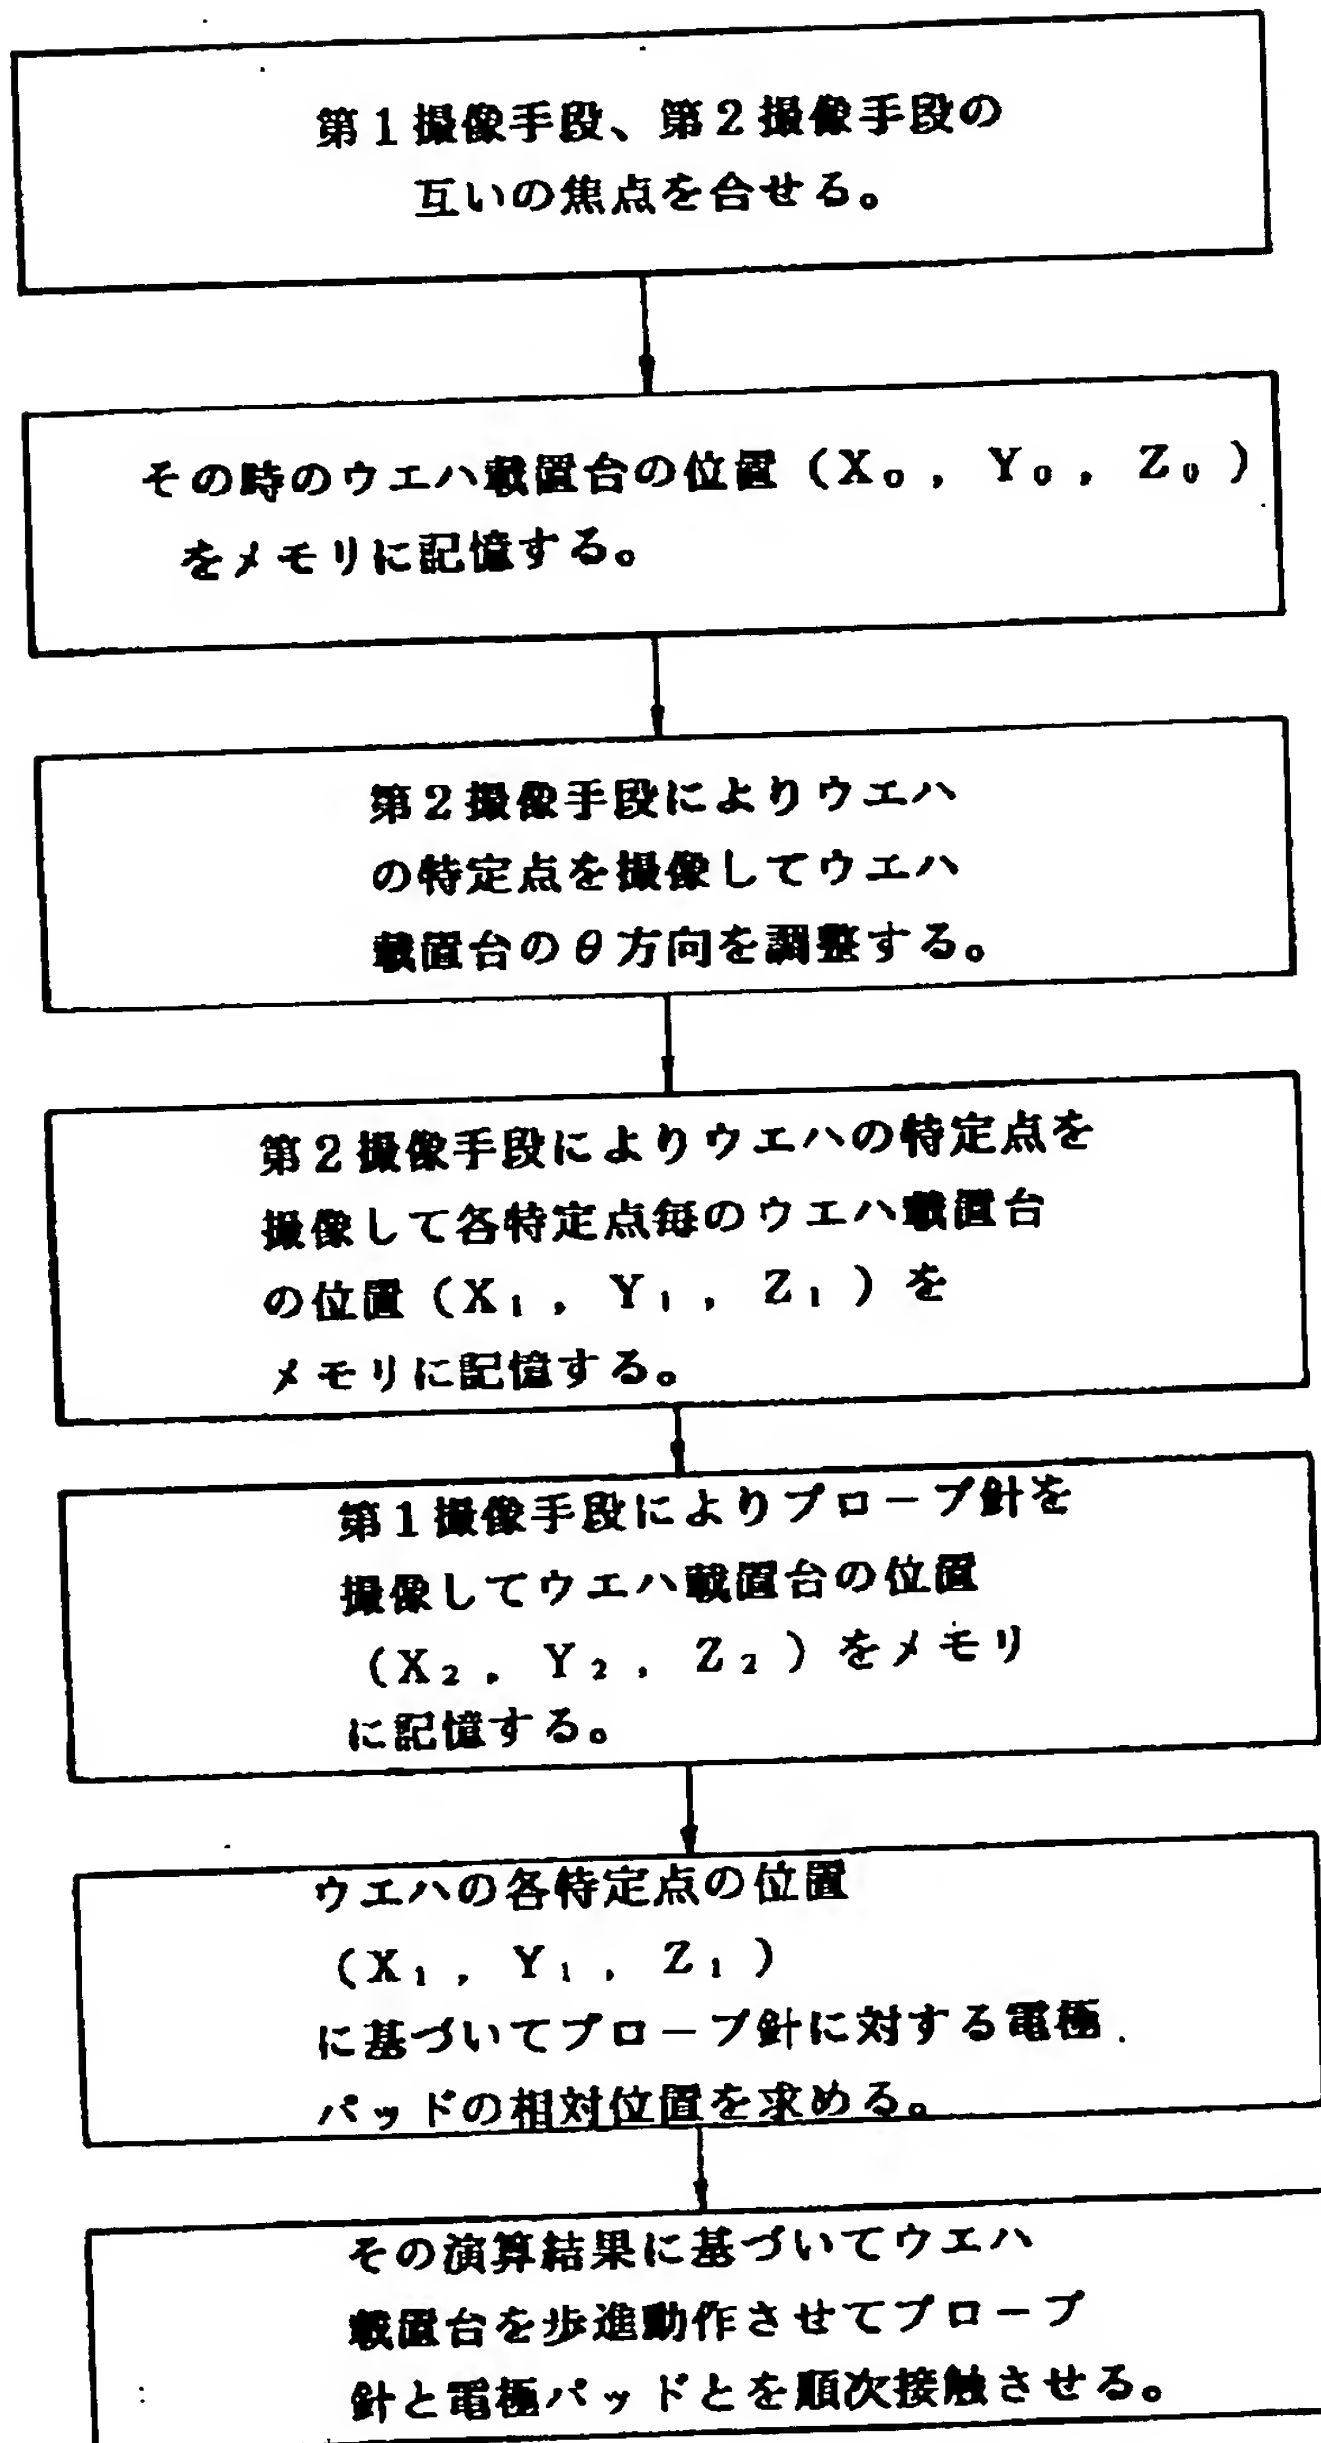 第1撮像手段、第2撮像手段の
互いの焦点を合せる。
その時のウエハ載置台の位置(X₀, Y₀, Z₀)
をメモリに記憶する。
第2撮像手段によりウエハ
の特定点を撮像してウエハ
載置台のθ方向を調整する。
第2撮像手段によりウエハの特定点を
撮像して各特定点毎のウエハ載置台
の位置(X₁, Y₁, Z₁)を
メモリに記憶する。
第1撮像手段によりプローブ針を
撮像してウエハ載置台の位置
(X₂, Y₂, Z₂)をメモリ
に記憶する。
ウエハの各特定点の位置
(X₁, Y₁, Z₁)
に基づいてプローブ針に対する電極
パッドの相対位置を求める。
その演算結果に基づいてウエハ
載置台を歩進動作させてプローブ
針と電極パッドとを順次接触させる。